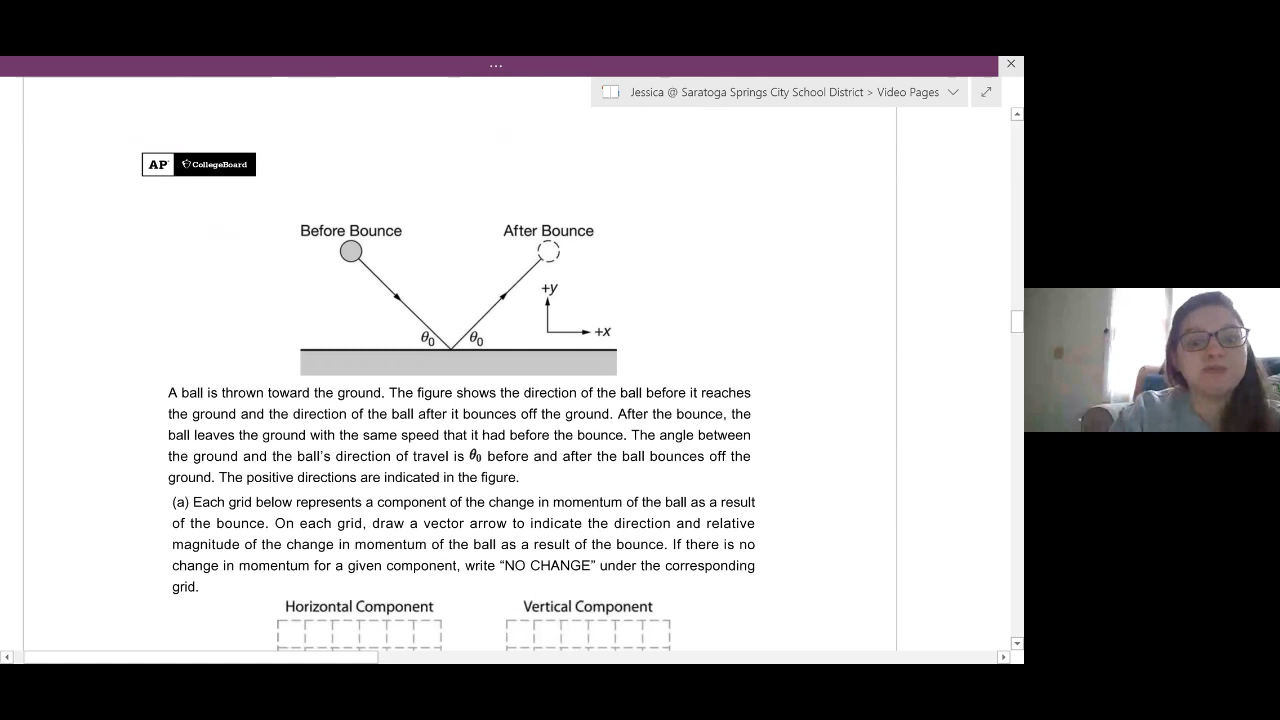 ...
Jessica @ Saratoga Springs City School District > Video Pages
AP CollegeBoard
Before Bounce
After Bounce
+y
+x
θ0
θ0
A ball is thrown toward the ground. The figure shows the direction of the ball before it reaches
the ground and the direction of the ball after it bounces off the ground. After the bounce, the
ball leaves the ground with the same speed that it had before the bounce. The angle between
the ground and the ball's direction of travel is θ0 before and after the ball bounces off the
ground. The positive directions are indicated in the figure.
(a) Each grid below represents a component of the change in momentum of the ball as a result
of the bounce. On each grid, draw a vector arrow to indicate the direction and relative
magnitude of the change in momentum of the ball as a result of the bounce. If there is no
change in momentum for a given component, write “NO CHANGE” under the corresponding
grid.
Horizontal Component
Vertical Component